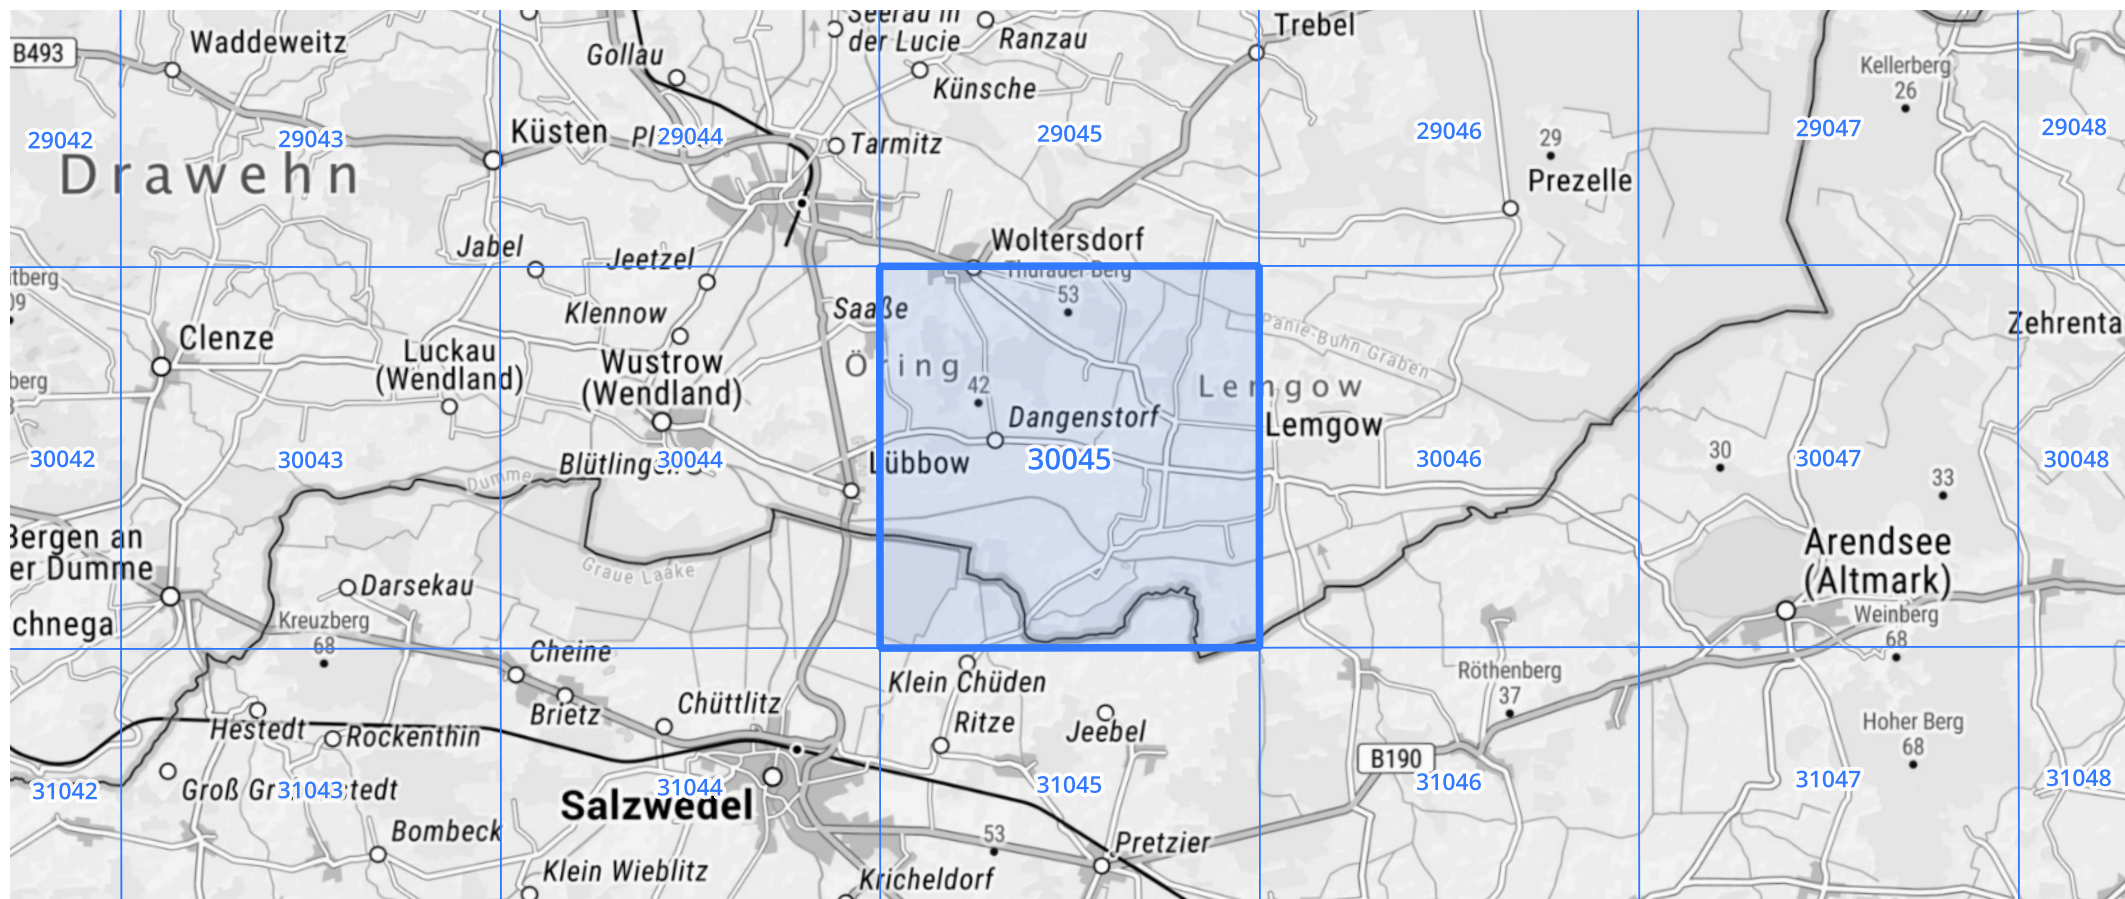 Seerau in
der Lucie
Ranzau
Trebel
B493
Waddeweitz
Gollau
Künsche
Kellerberg
26
29042
29043
Küsten
29044
Tarmitz
29045
29046
29
29047
29048
Drawehn
Prezelle
Jabel
Jeetzel
Woltersdorf
Thurauer Berg
53
Klennow
Saaße
Clenze
Luckau
(Wendland)
Wustrow
(Wendland)
Panie-Buhn Graben
Zehrenta
Lemgow
42
Dangenstorf
Lemgow
30042
30043
Blütlingen
30044
Lübbow
30045
30046
30
30047
33
30048
Dumme
Bergen an
er Dumme
Graue Laake
Arendsee
(Altmark)
Darsekau
chnega
Kreuzberg
68
Weinberg
68
Cheine
Klein Chüden
Röthenberg
37
Brietz
Chüttlitz
Ritze
Jeebel
Hoher Berg
68
Hestedt
Rockenthin
B190
31042
31043
31044
31045
31046
31047
31048
Salzwedel
Bombeck
53
Pretzier
Klein Wieblitz
Kricheldorf